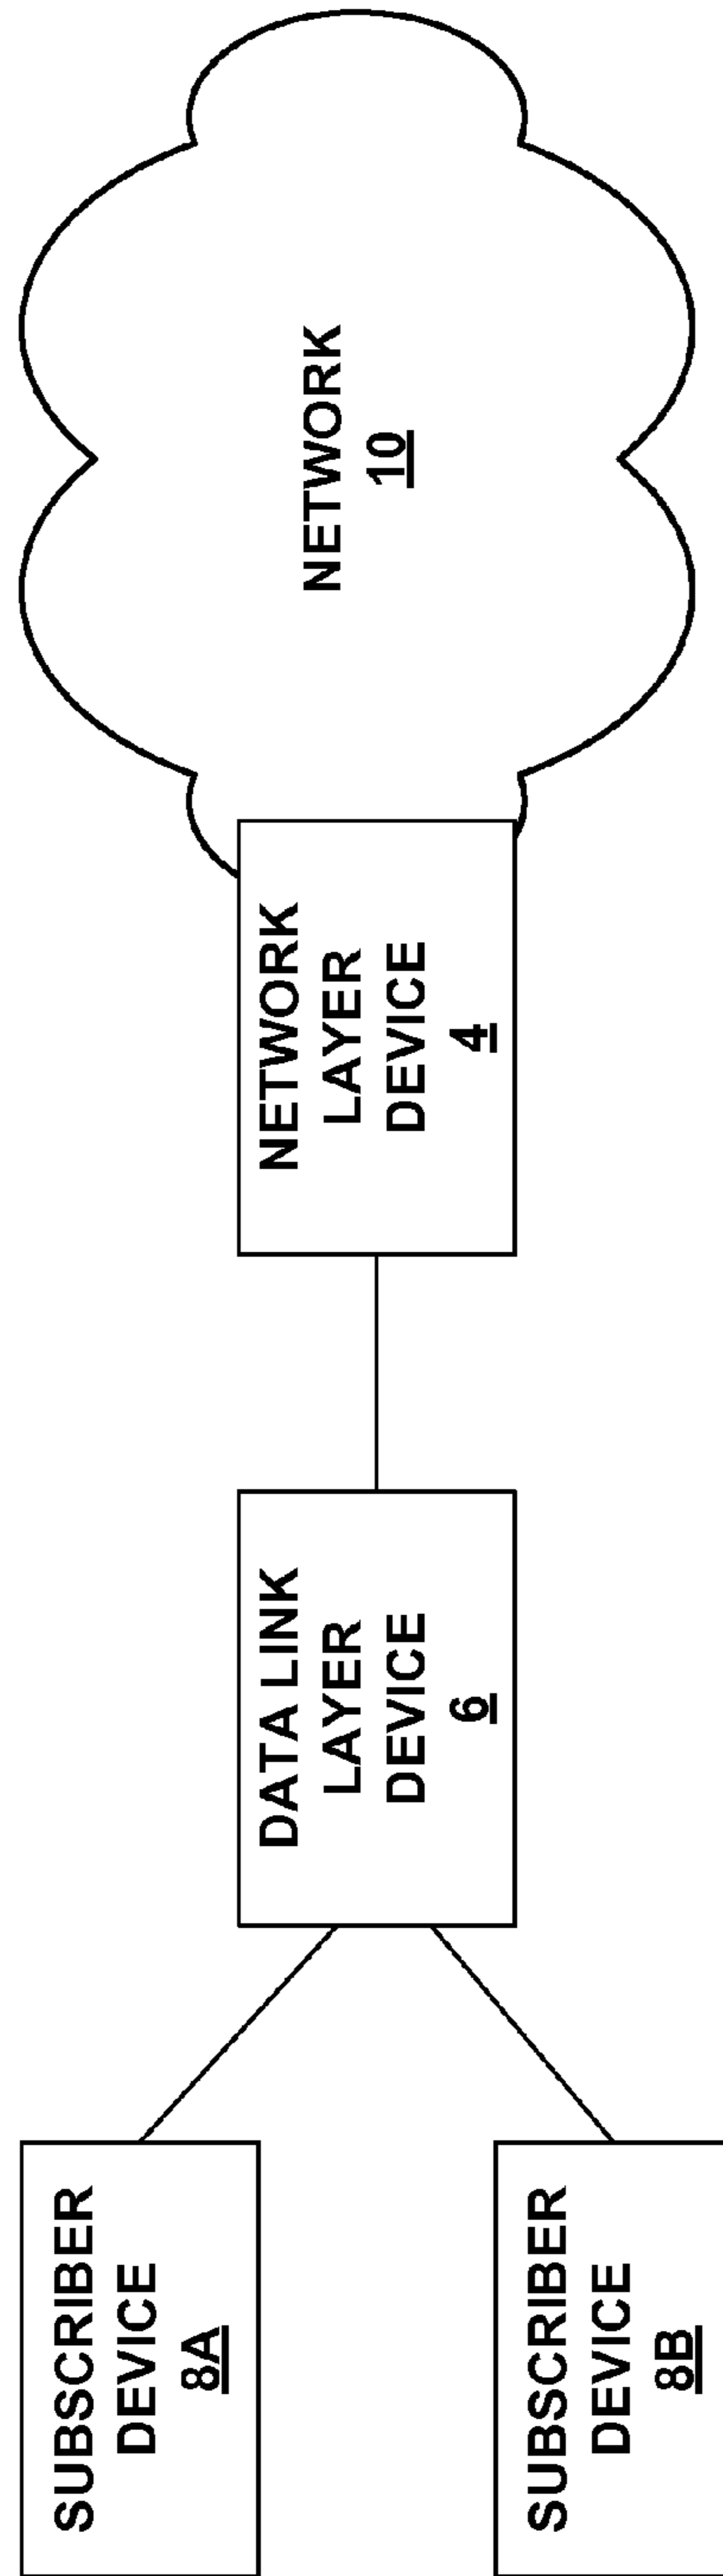 SUBSCRIBER
DEVICE
8A
SUBSCRIBER
DEVICE
8B
DATA LINK
LAYER
DEVICE
6
NETWORK
LAYER
DEVICE
4
NETWORK
10